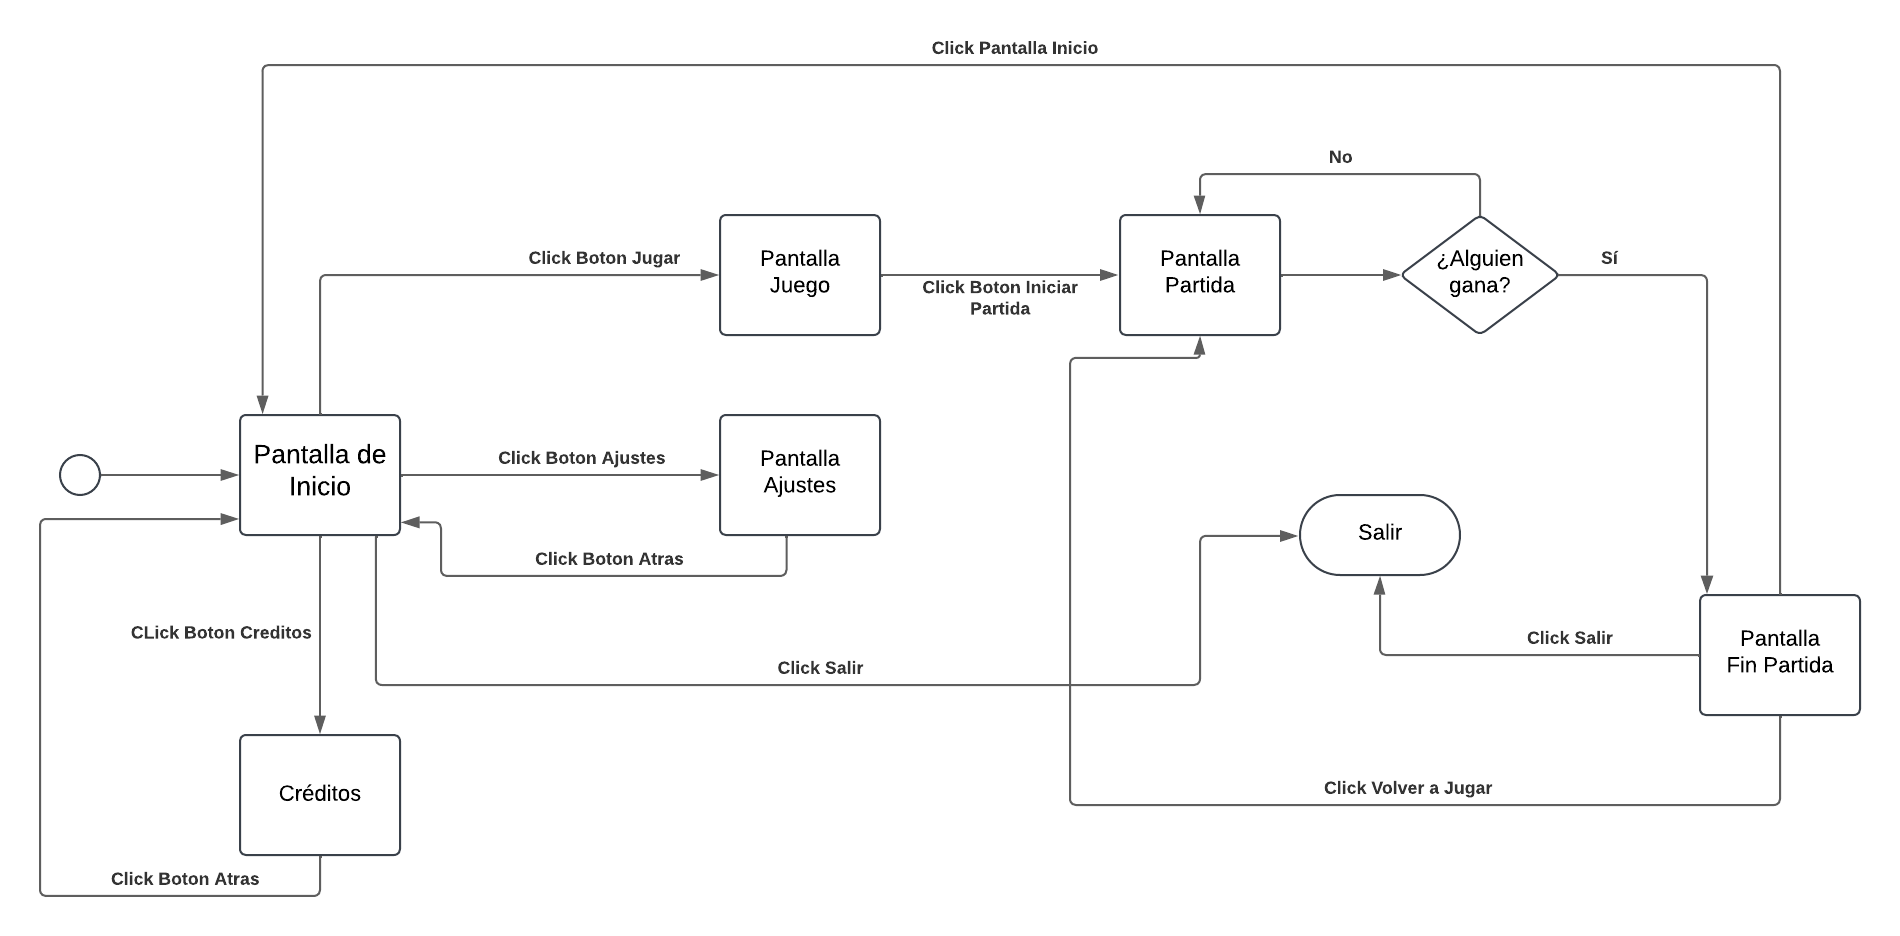 Click Pantalla Inicio
No
Click Boton Jugar
Pantalla
Juego
Click Boton Iniciar
Partida
Pantalla
Partida
¿Alguien
gana?
Sí
Pantalla de
Inicio
Click Boton Ajustes
Pantalla
Ajustes
Click Boton Atras
Salir
CLick Boton Creditos
Click Salir
Click Salir
Pantalla
Fin Partida
Créditos
Click Volver a Jugar
Click Boton Atras